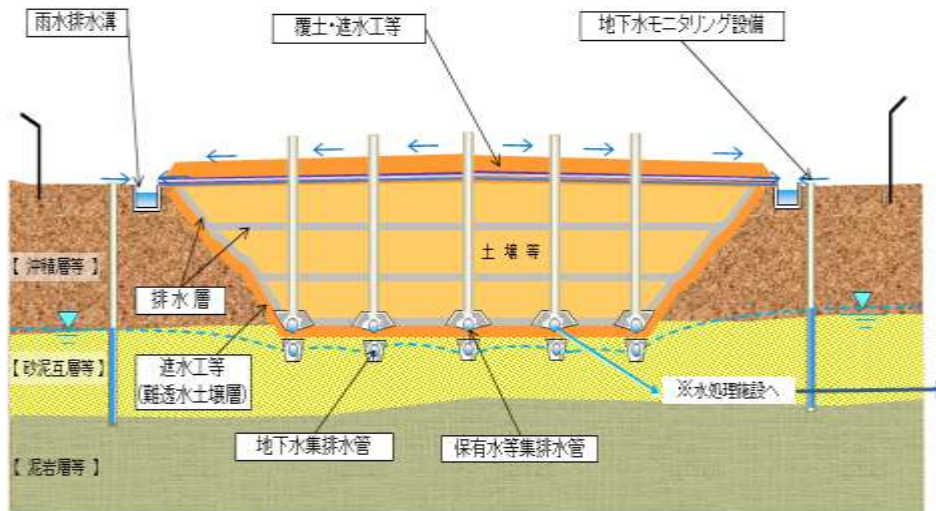 雨水排水溝
覆土・遮水工等
地下水モニタリング設備
土壌等
【 沖積層等 】
排水層
【 砂泥互層等 】
遮水工等
(難透水土壌層)
※水処理施設へ
地下水集排水管
保有水等集排水管
【 泥岩層等 】